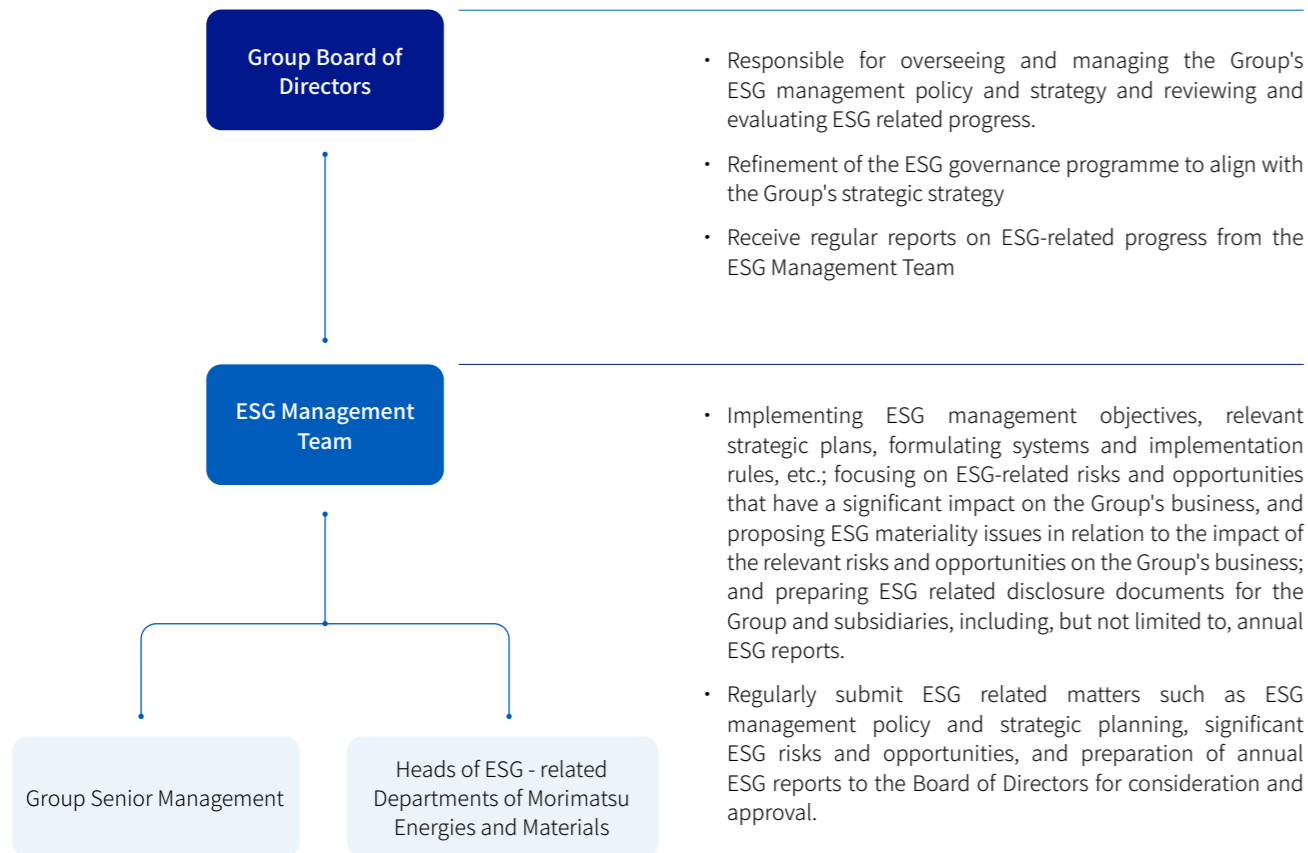 Group Board of
Directors
・ Responsible for overseeing and managing the Group's
ESG management policy and strategy and reviewing and
evaluating ESG related progress.
・ Refinement of the ESG governance programme to align with
the Group's strategic strategy
・ Receive regular reports on ESG-related progress from the
ESG Management Team
ESG Management
Team
・ Implementing ESG management objectives, relevant
strategic plans, formulating systems and implementation
rules, etc.; focusing on ESG-related risks and opportunities
that have a significant impact on the Group's business, and
proposing ESG materiality issues in relation to the impact of
the relevant risks and opportunities on the Group's business;
and preparing ESG related disclosure documents for the
Group and subsidiaries, including, but not limited to, annual
ESG reports.
・ Regularly submit ESG related matters such as ESG
management policy and strategic planning, significant
ESG risks and opportunities, and preparation of annual
ESG reports to the Board of Directors for consideration and
approval.
Group Senior Management
Heads of ESG - related
Departments of Morimatsu
Energies and Materials